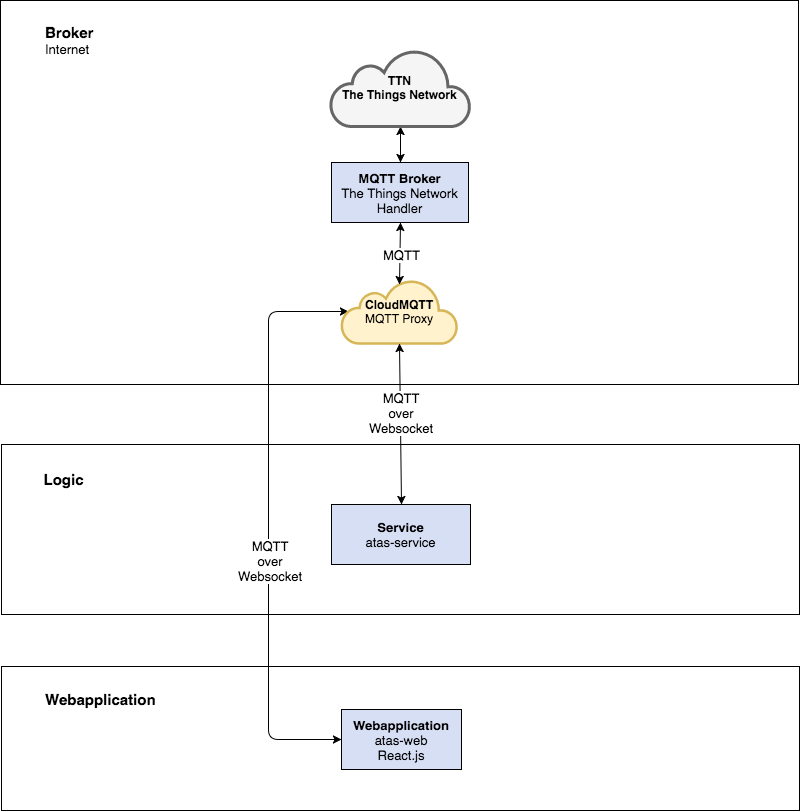 Broker
Internet
TTN
The Things Network
MQTT Broker
The Things Network
Handler
MQTT
CloudMQTT
MQTT Proxy
MQTT
over
Websocket
Logic
Service
atas-service
MQTT
over
Websocket
Webapplication
Webapplication
atas-web
React.js